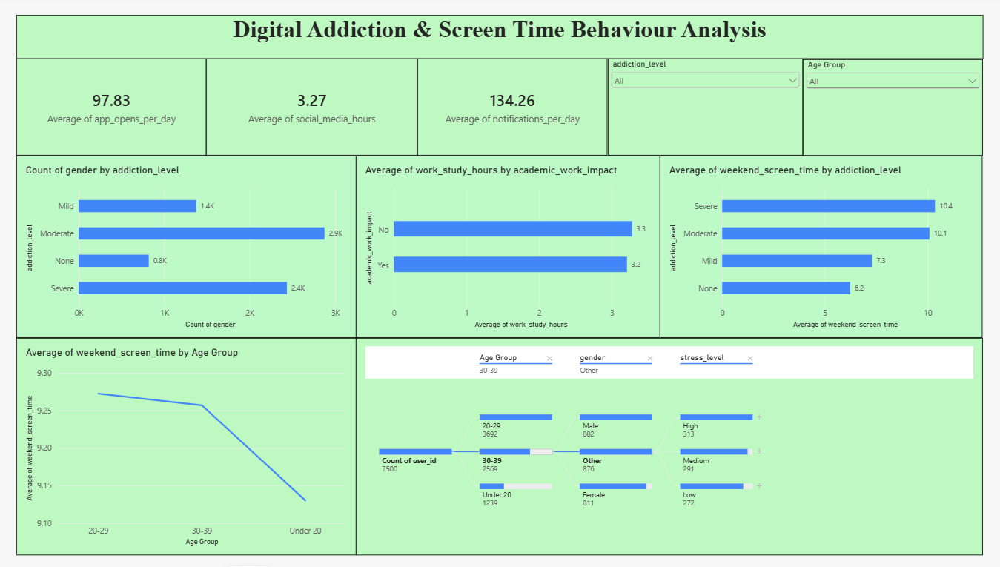 Digital Addiction & Screen Time Behaviour Analysis
97.83
Average of app_opens_per_day
3.27
Average of social_media_hours
134.26
Average of notifications_per_day
addiction_level
All
Age Group
All
Count of gender by addiction_level
addiction_level
Mild 1.4K
Moderate 2.9K
None 0.8K
Severe 2.4K
0K 1K 2K 3K
Count of gender
Average of work_study_hours by academic_work_impact
academic_work_impact
No 3.3
Yes 3.2
0 1 2 3
Average of work_study_hours
Average of weekend_screen_time by addiction_level
addiction_level
Severe 10.4
Moderate 10.1
Mild 7.3
None 6.2
0 5 10
Average of weekend_screen_time
Average of weekend_screen_time by Age Group
Average of weekend_screen_time
9.30
9.25
9.20
9.15
9.10
20-29 30-39 Under 20
Age Group
Age Group
30-39
gender
Other
stress_level
Count of user_id
7500
20-29
3692
30-39
2569
Under 20
1239
Male
882
Other
876
Female
811
High
313
Medium
291
Low
272